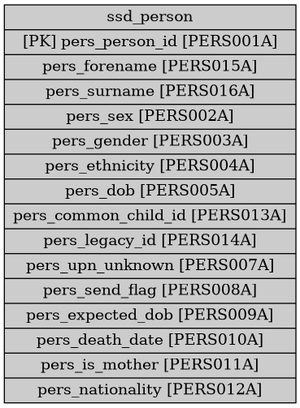 ssd_person
[PK] pers_person_id [PERS001A]
pers_forename [PERS015A]
pers_surname [PERS016A]
pers_sex [PERS002A]
pers_gender [PERS003A]
pers_ethnicity [PERS004A]
pers_dob [PERS005A]
pers_common_child_id [PERS013A]
pers_legacy_id [PERS014A]
pers_upn_unknown [PERS007A]
pers_send_flag [PERS008A]
pers_expected_dob [PERS009A]
pers_death_date [PERS010A]
pers_is_mother [PERS011A]
pers_nationality [PERS012A]